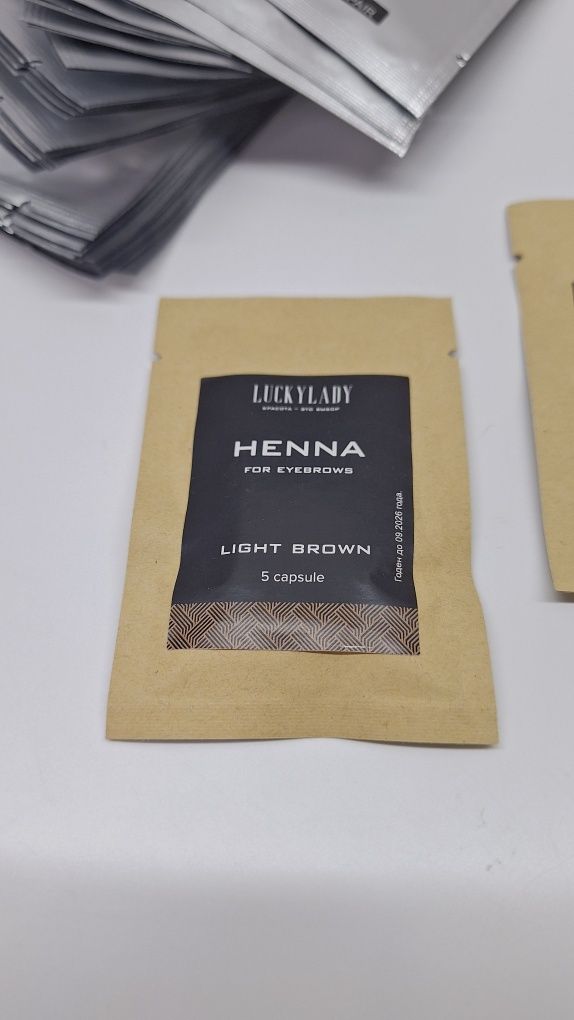 LUCKYLADY
КРАСОТА – ЭТО ВЫБОР
HENNA
FOR EYEBROWS
LIGHT BROWN
5 capsule
Годен до 09.2026 года.